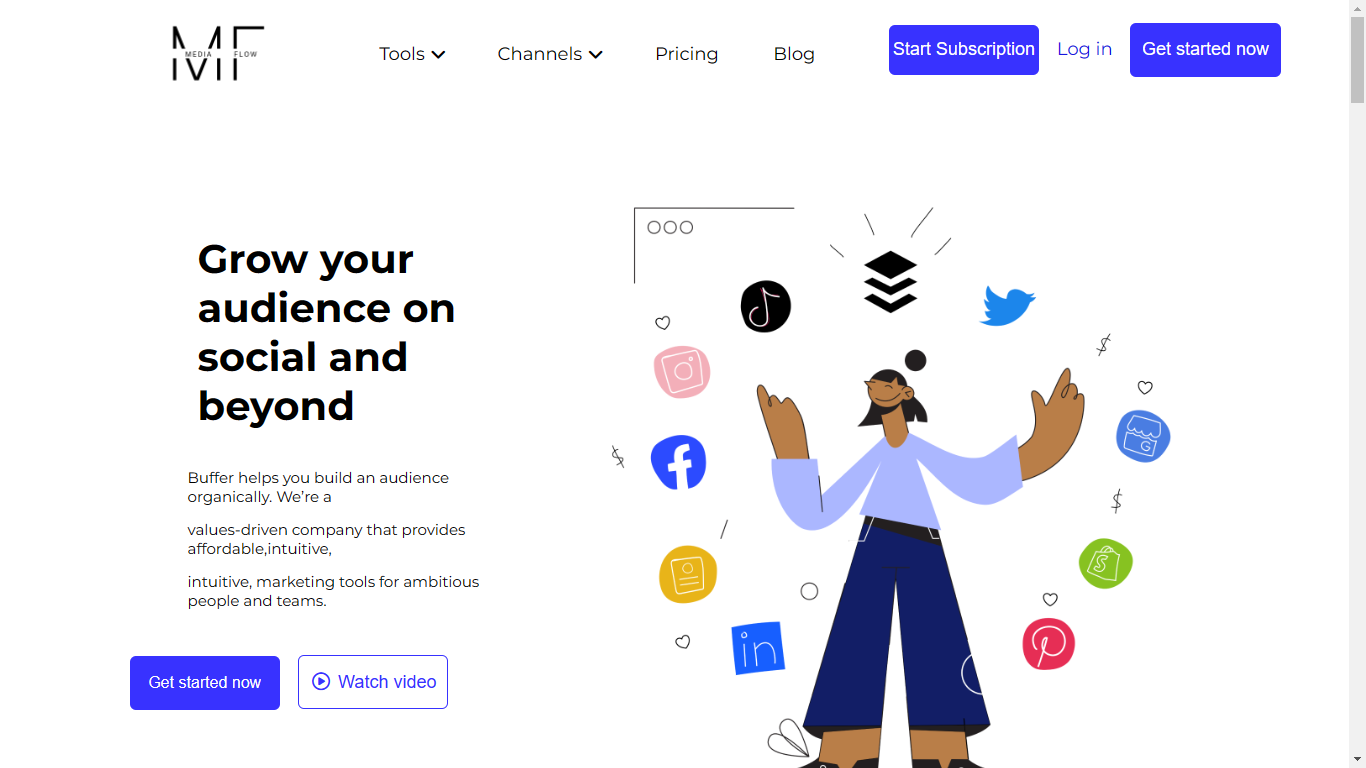 MEDIA FLOW
Tools
Channels
Pricing
Blog
Start Subscription
Log in
Get started now
Grow your
audience on
social and
beyond
Buffer helps you build an audience
organically. We’re a
values-driven company that provides
affordable,intuitive,
intuitive, marketing tools for ambitious
people and teams.
Get started now
Watch video
in
G
S
$
$
$